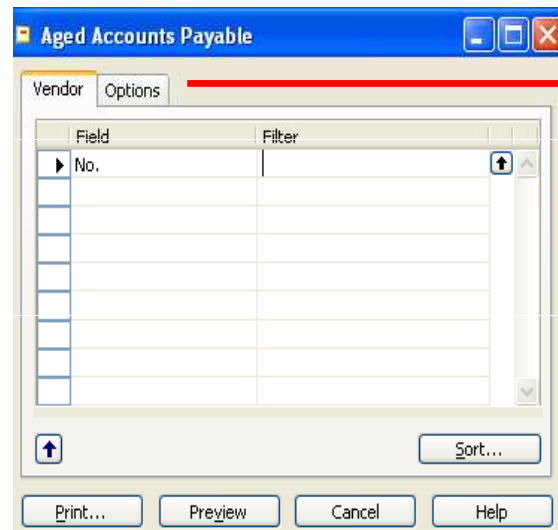 Aged Accounts Payable
Vendor Options
Field Filter
No.
Sort...
Print... Preview Cancel Help